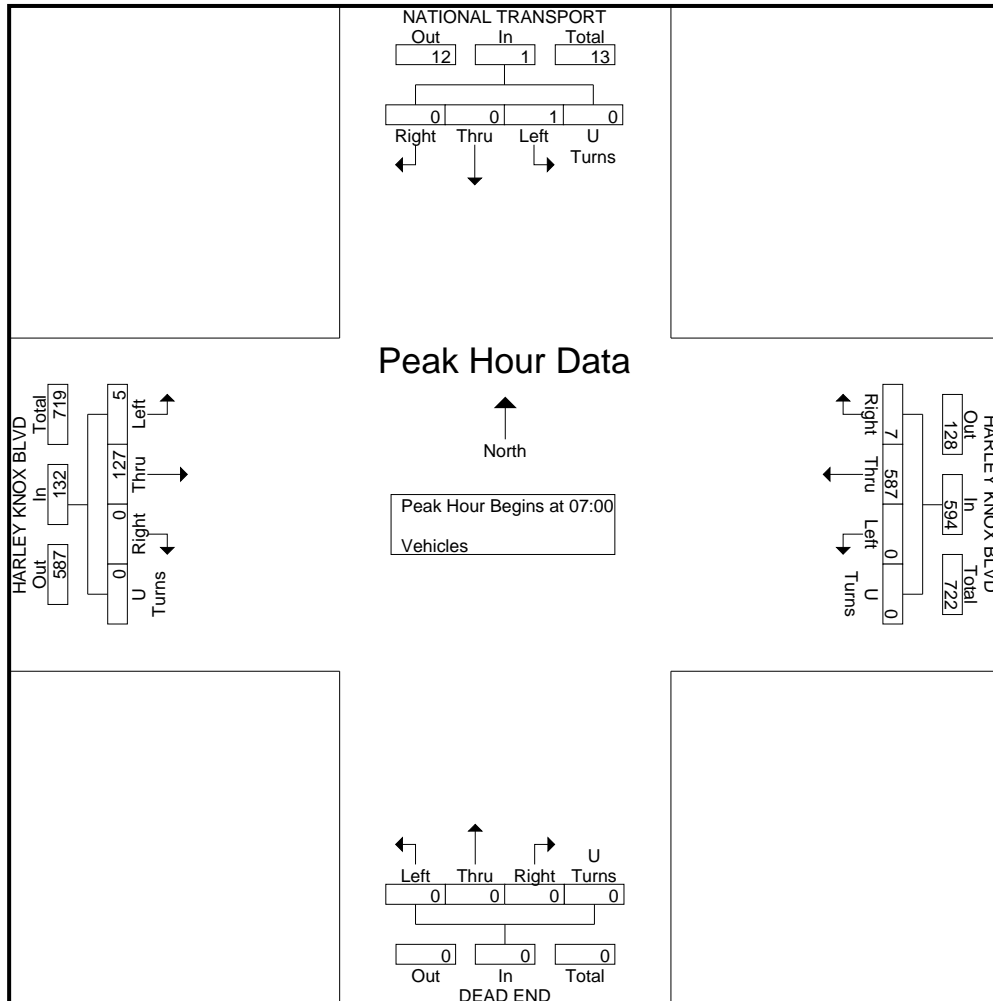 NATIONAL TRANSPORT
Out In Total
12 1 13
0 0 1 0
Right Thru Left U
Turns
Peak Hour Data
North
Peak Hour Begins at 07:00
Vehicles
HARLEY KNOX BLVD
Out In Total
587 132 719
5 127 0 0
Left Thru Right U
Turns
HARLEY KNOX BLVD
Out In Total
128 594 722
7 587 0 0
Right Thru Left U
Turns
U
Left Thru Right Turns
0 0 0 0
0 0 0
Out In Total
DEAD END